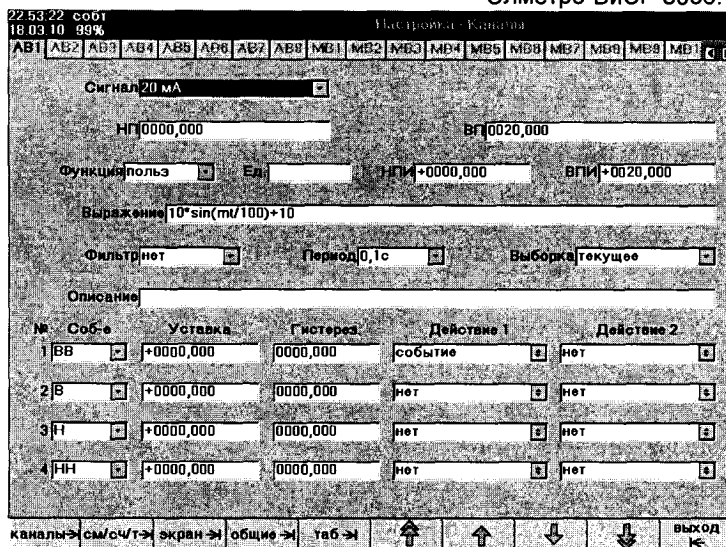 22.53.22 событ
18.03.10 99%
Настройка - Каналы
АВ1 АВ2 АВ3 АВ4 АВ5 АВ6 АВ7 АВ8 МВ1 МВ2 МВ3 МВ4 МВ5 МВ6 МВ7 МВ8 МВ9 МВ1
Сигнал 20 мА
НП 0000,000 ВП 0020,000
Функция польз Ед. НПИ +0000,000 ВПИ +0020,000
Выражение 10*sin(mt/100)+10
Фильтр нет Период 0,1с Выборка текущее
Описание
№ Соб-е Уставка Гистерез Действие 1 Действие 2
1 ВВ +0000,000 0000,000 событие нет
2 В +0000,000 0000,000 нет нет
3 Н +0000,000 0000,000 нет нет
4 НН +0000,000 0000,000 нет нет
каналы см/сч/т экран общие таб выход